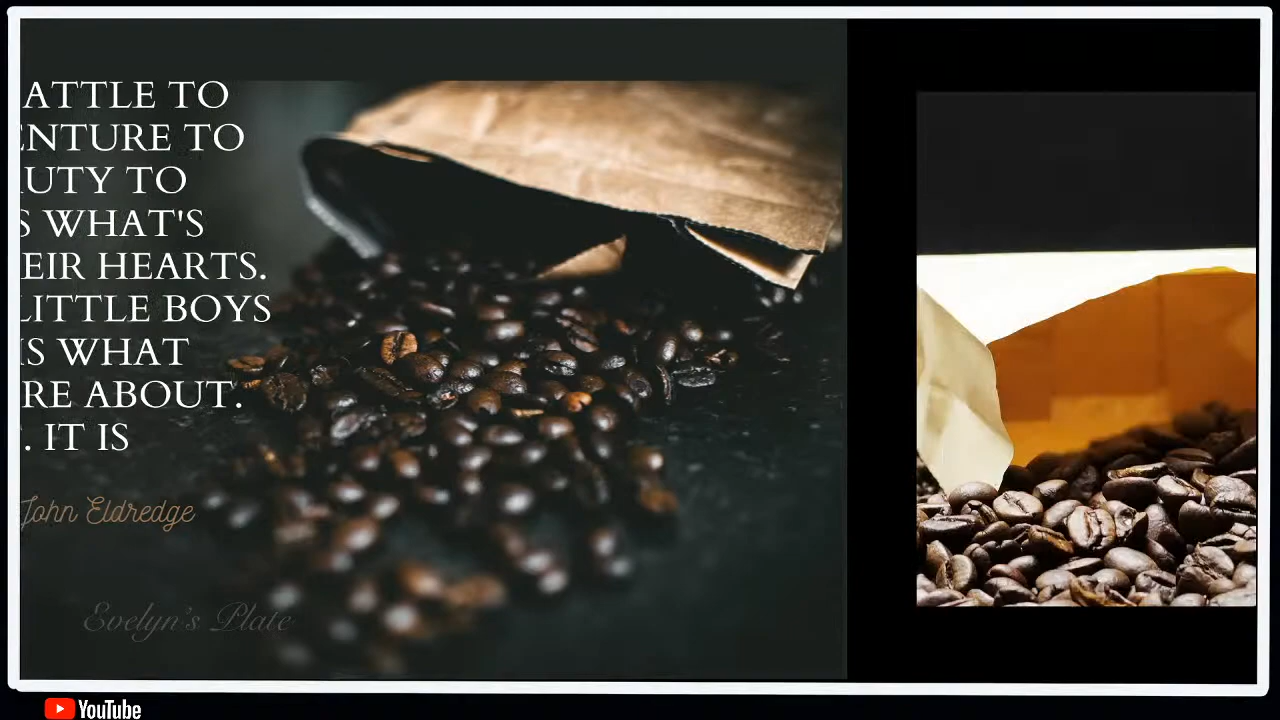 ATTLE TO
ENTURE TO
UTY TO
S WHAT'S
EIR HEARTS.
LITTLE BOYS
IS WHAT
RE ABOUT.
. IT IS
John Eldredge
Evelyn's Plate
YouTube